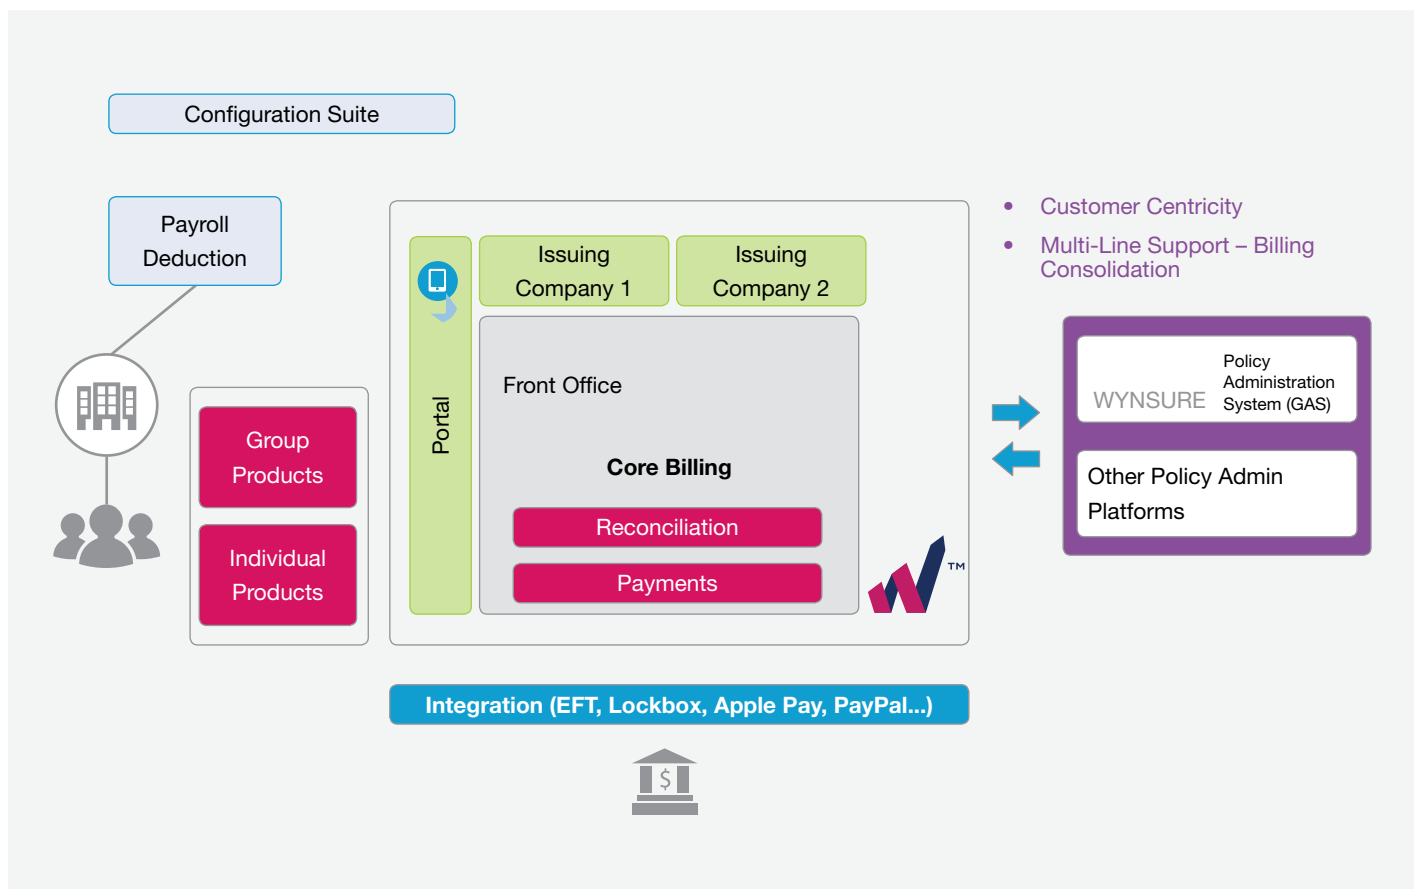 Configuration Suite
Payroll
Deduction
Group
Products
Individual
Products
Portal
Issuing
Company 1
Issuing
Company 2
Front Office
Core Billing
Reconciliation
Payments
TM
Integration (EFT, Lockbox, Apple Pay, PayPal...)
$
• Customer Centricity
• Multi-Line Support – Billing
Consolidation
WYNSURE
Policy
Administration
System (GAS)
Other Policy Admin
Platforms